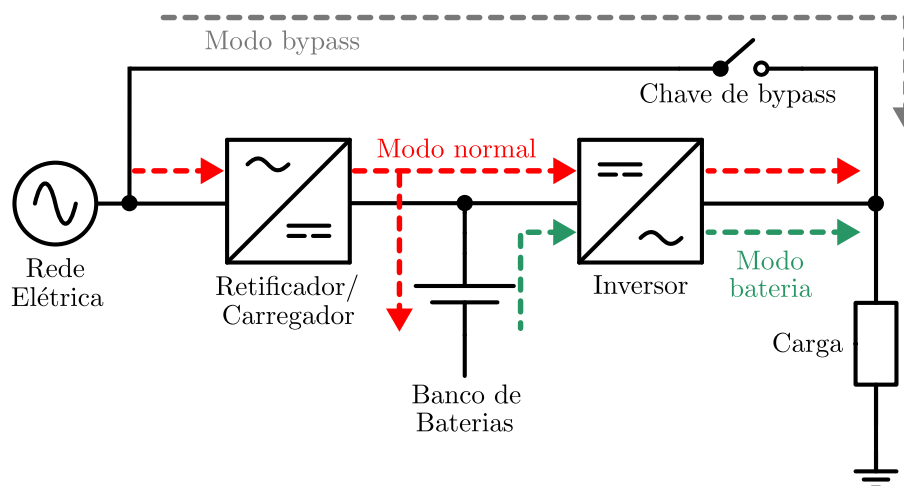 Modo bypass
Chave de bypass
Modo normal
Rede
Elétrica
Retificador/
Carregador
Inversor
Modo
bateria
Carga
Banco de
Baterias